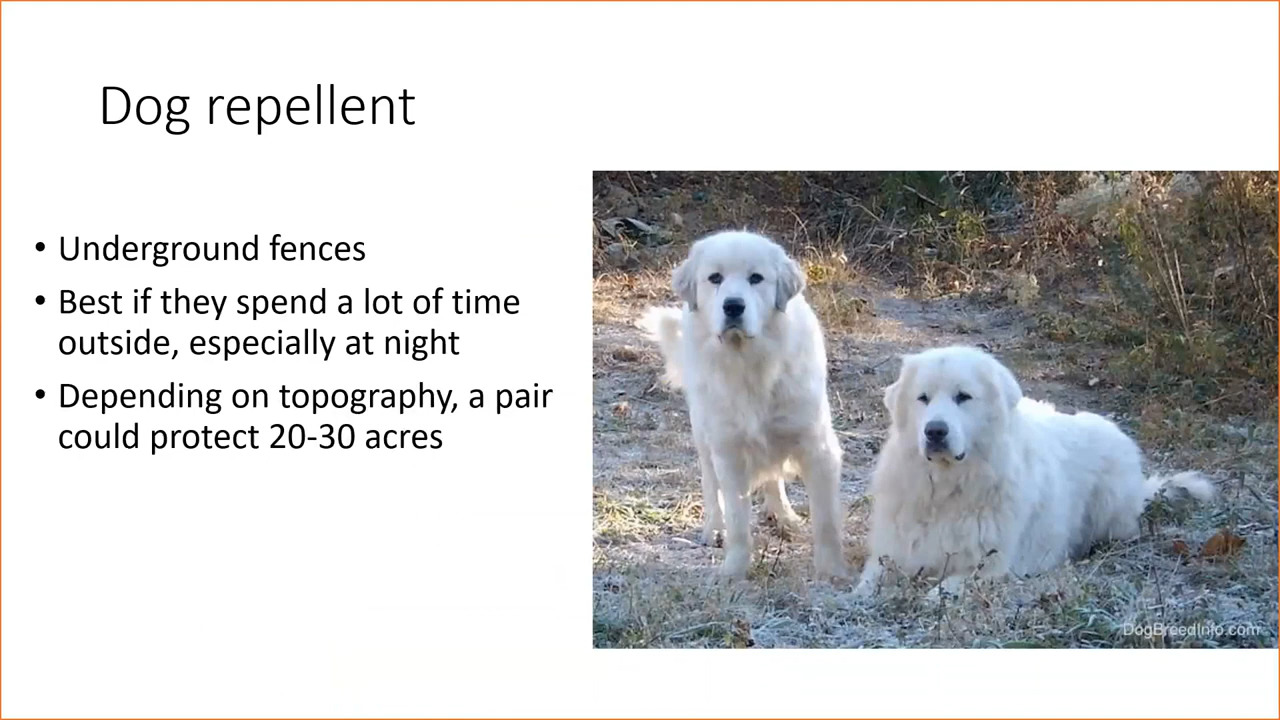 Dog repellent
• Underground fences
• Best if they spend a lot of time
outside, especially at night
• Depending on topography, a pair
could protect 20-30 acres
DogBreedInfo.com